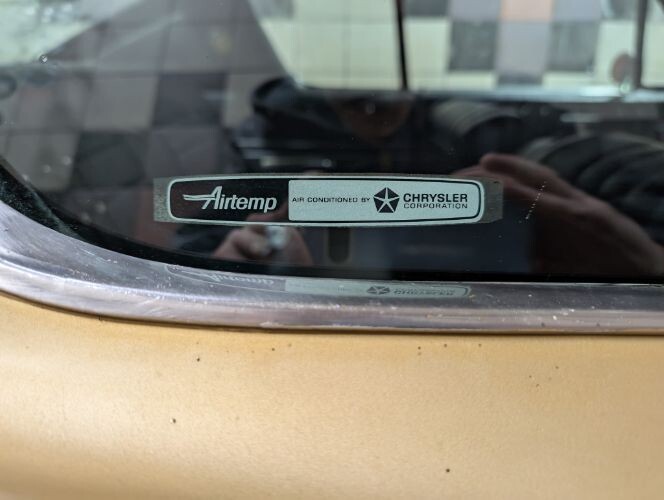 Airtemp
AIR CONDITIONED BY
CHRYSLER
CORPORATION